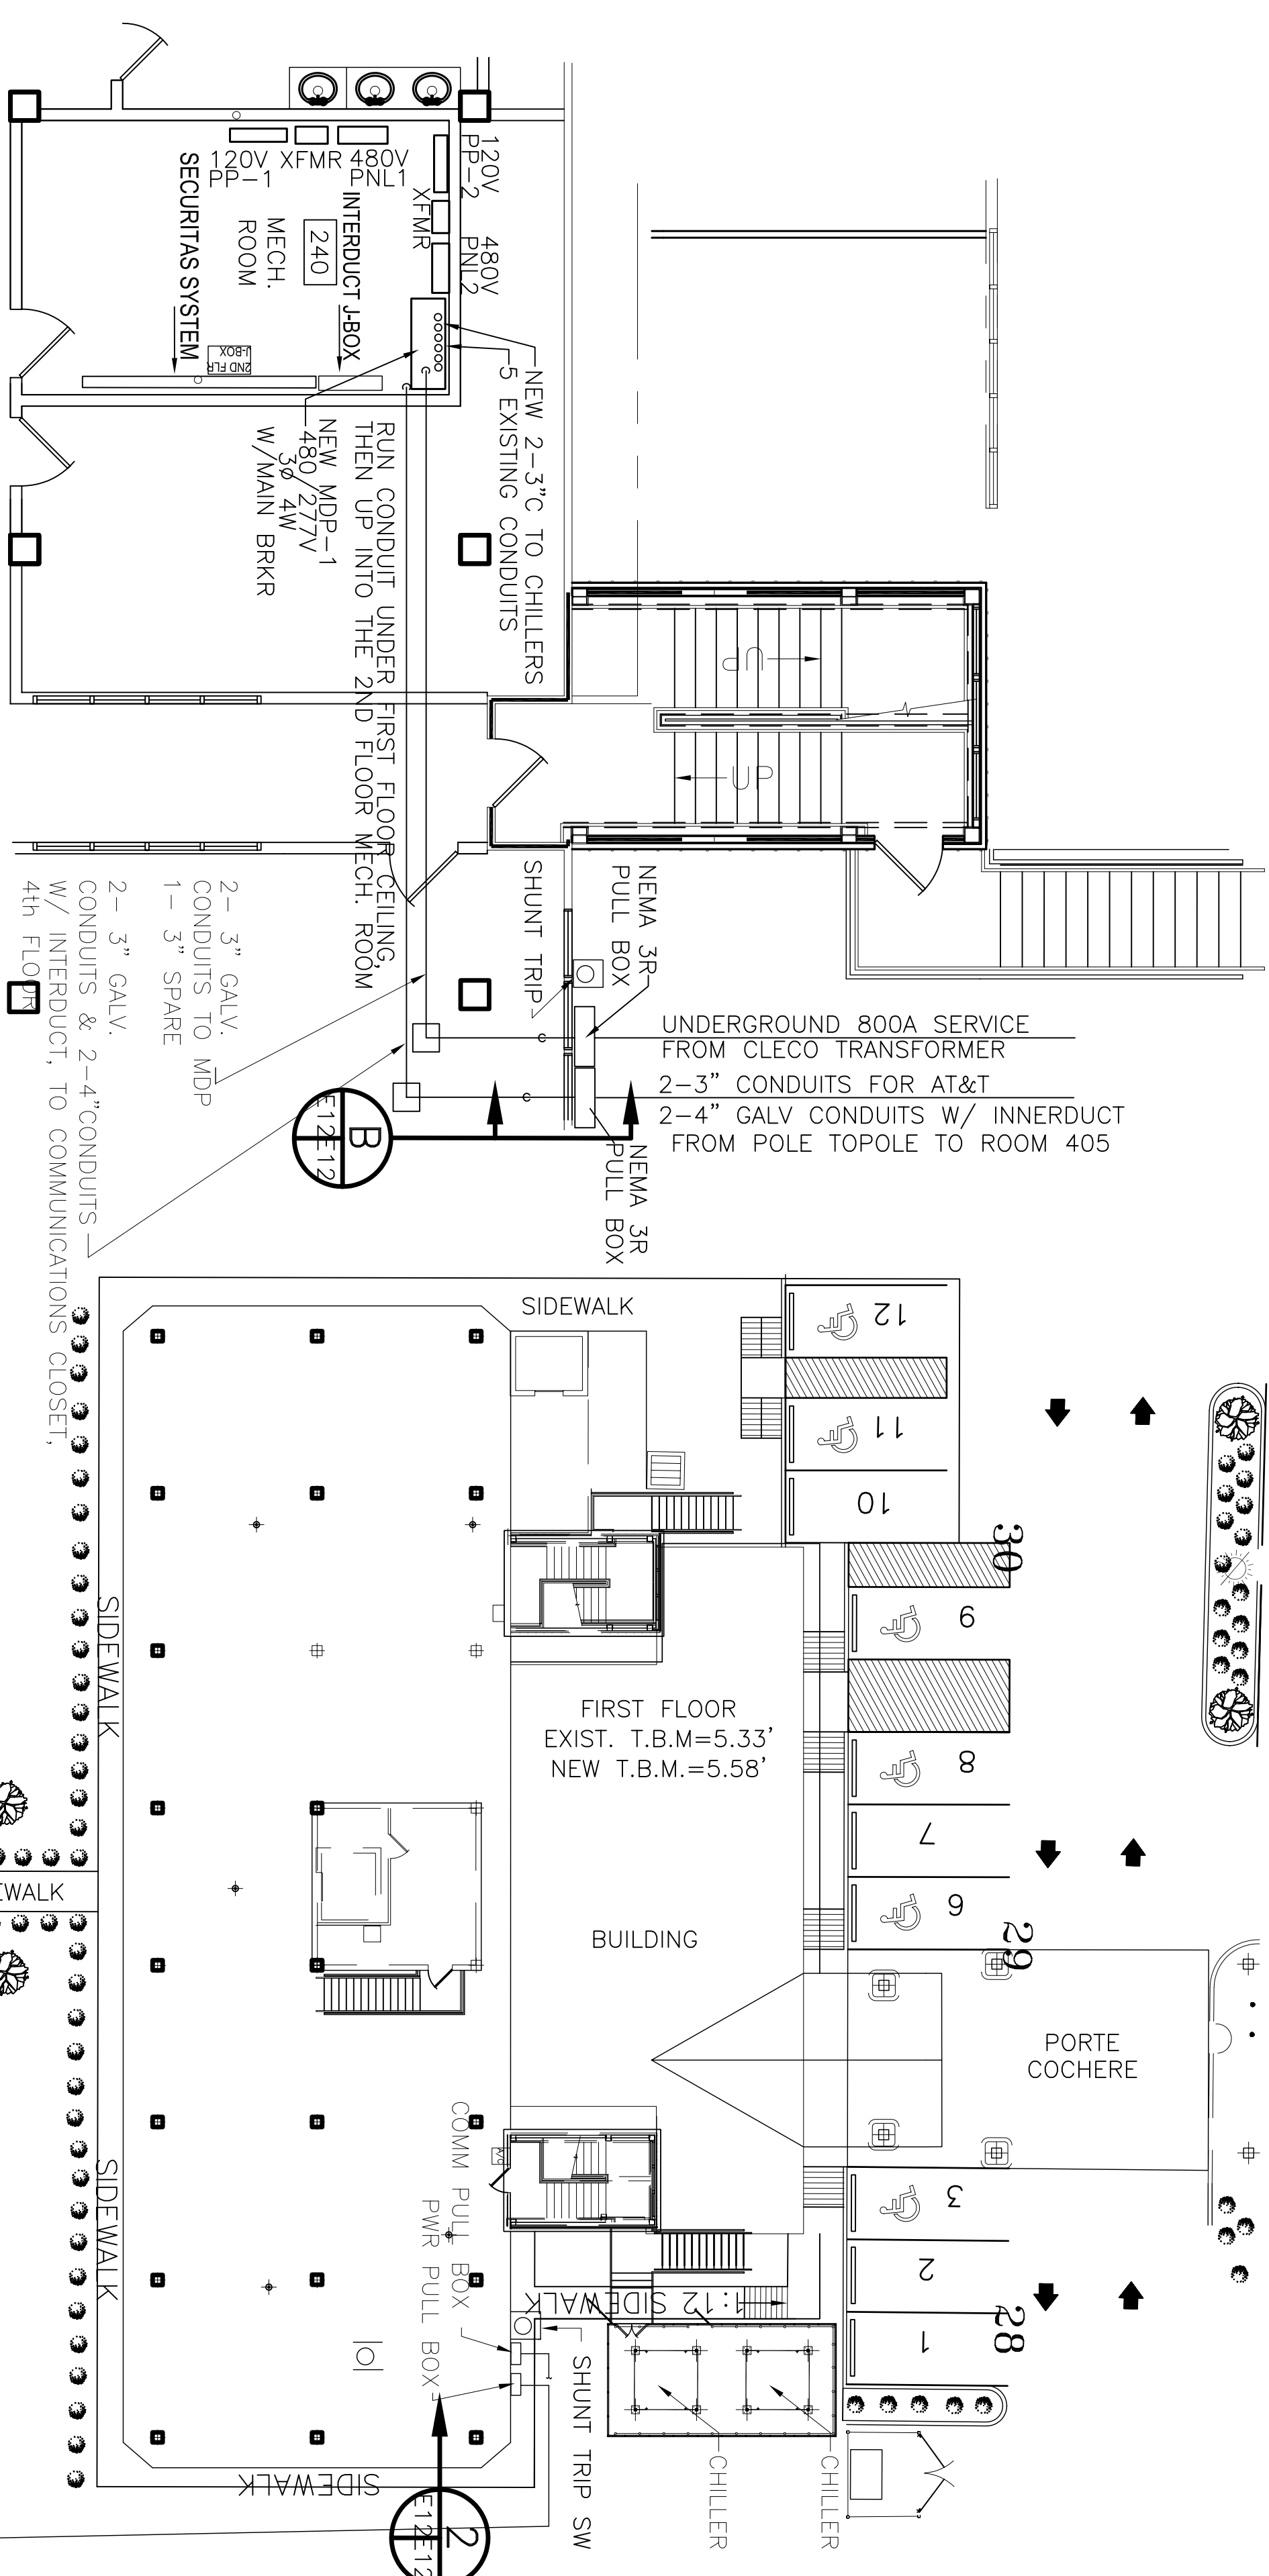 120V
PP-2
480V
PNL2
XFMR
480V
PNL1
XFMR
120V
PP-1
INTERDUCT J-BOX
240
MECH.
ROOM
SECURITAS SYSTEM
2ND FLR
J-BOX
NEW 2-3"C TO CHILLERS
5 EXISTING CONDUITS
NEW MDP-1
480/277V
3ø 4W
W/MAIN BRKR
RUN CONDUIT UNDER FIRST FLOOR CEILING,
THEN UP INTO THE 2ND FLOOR MECH. ROOM
UP
UP
NEMA 3R
PULL BOX
SHUNT TRIP
2- 3" GALV.
CONDUITS TO MDP
1- 3" SPARE
2- 3" GALV.
CONDUITS & 2-4"CONDUITS
W/ INTERDUCT, TO COMMUNICATIONS CLOSET,
4th FLOOR
C
C
UNDERGROUND 800A SERVICE
FROM CLECO TRANSFORMER
2-3" CONDUITS FOR AT&T
2-4" GALV CONDUITS W/ INNERDUCT
FROM POLE TOPOLE TO ROOM 405
B
E12
E12
NEMA 3R
PULL BOX
SIDEWALK
12
11
10
30
9
SIDEWALK
FIRST FLOOR
EXIST. T.B.M=5.33'
NEW T.B.M.=5.58'
8
7
6
29
EWALK
BUILDING
PORTE
COCHERE
COMM PULL BOX
PWR PULL BOX
3
2
1
28
SIDEWALK
1:12 SIDEWALK
SHUNT TRIP SW
CHILLER
CHILLER
SIDEWALK
2
E12
E12